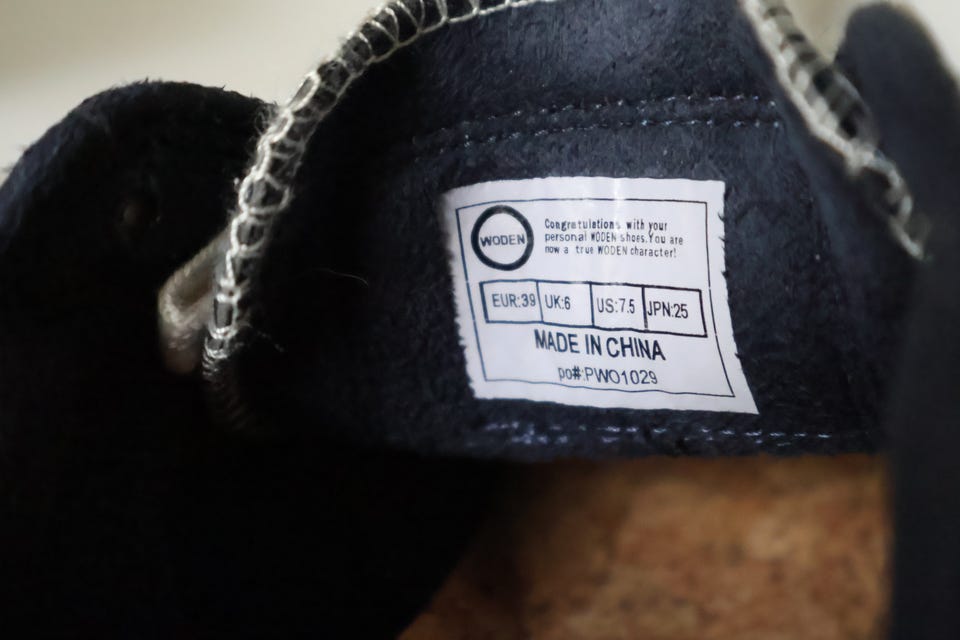 WODEN
Congratulations with your
personal WODEN shoes.You are
now a true WODEN character!
EUR:39 UK:6 US:7.5 JPN:25
MADE IN CHINA
po#:PWO1029